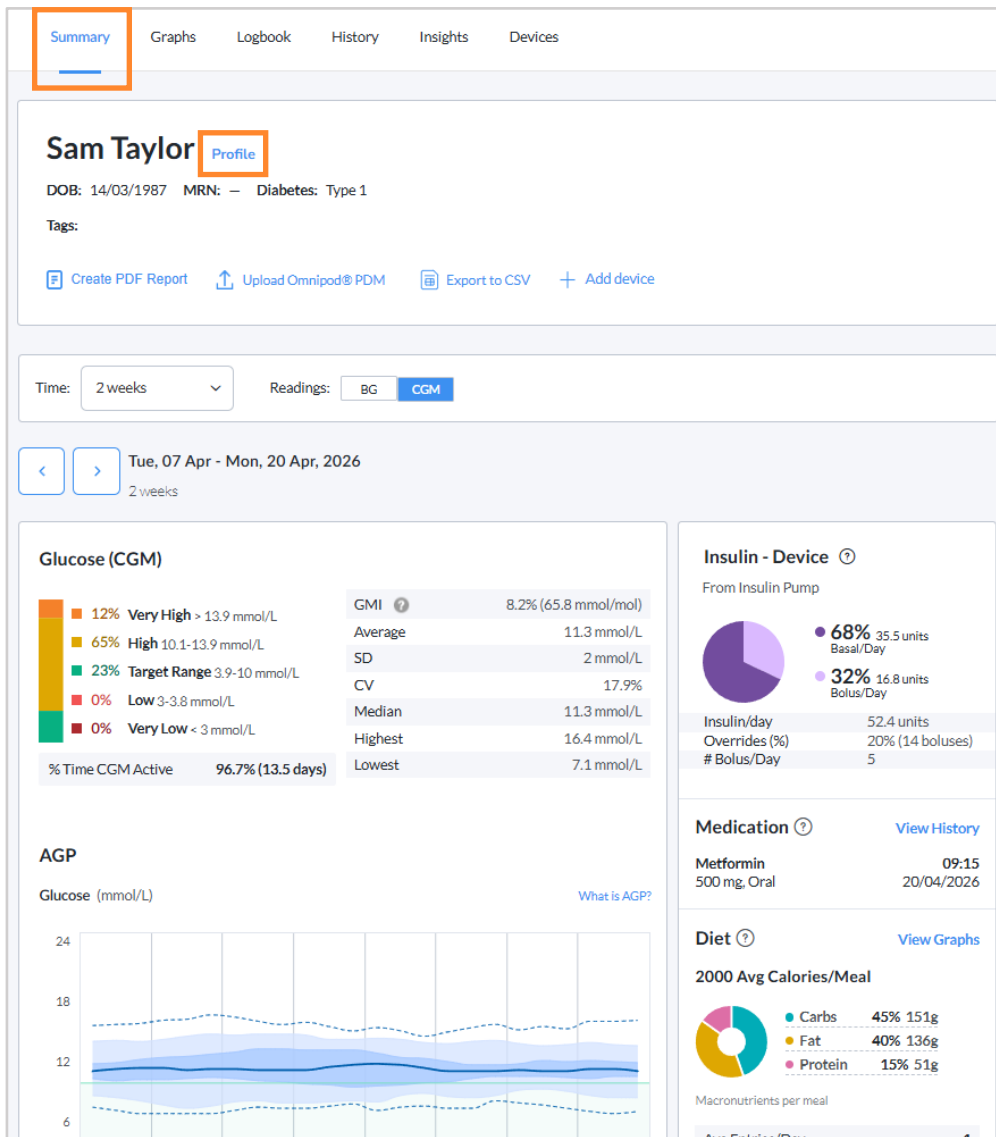 Summary Graphs Logbook History Insights Devices
Sam Taylor Profile
DOB: 14/03/1987 MRN: — Diabetes: Type 1
Tags:
Create PDF Report Upload Omnipod® PDM Export to CSV + Add device
Time: 2 weeks Readings: BG CGM
< > Tue, 07 Apr - Mon, 20 Apr, 2026
2 weeks
Glucose (CGM)
12% Very High > 13.9 mmol/L
65% High 10.1-13.9 mmol/L
23% Target Range 3.9-10 mmol/L
0% Low 3-3.8 mmol/L
0% Very Low < 3 mmol/L
% Time CGM Active 96.7% (13.5 days)
GMI ? 8.2% (65.8 mmol/mol)
Average 11.3 mmol/L
SD 2 mmol/L
CV 17.9%
Median 11.3 mmol/L
Highest 16.4 mmol/L
Lowest 7.1 mmol/L
AGP
Glucose (mmol/L) What is AGP?
24
18
12
6
Insulin - Device ?
From Insulin Pump
68% 35.5 units
Basal/Day
32% 16.8 units
Bolus/Day
Insulin/day 52.4 units
Overrides (%) 20% (14 boluses)
# Bolus/Day 5
Medication ? View History
Metformin 09:15
500 mg, Oral 20/04/2026
Diet ? View Graphs
2000 Avg Calories/Meal
Carbs 45% 151g
Fat 40% 136g
Protein 15% 51g
Macronutrients per meal